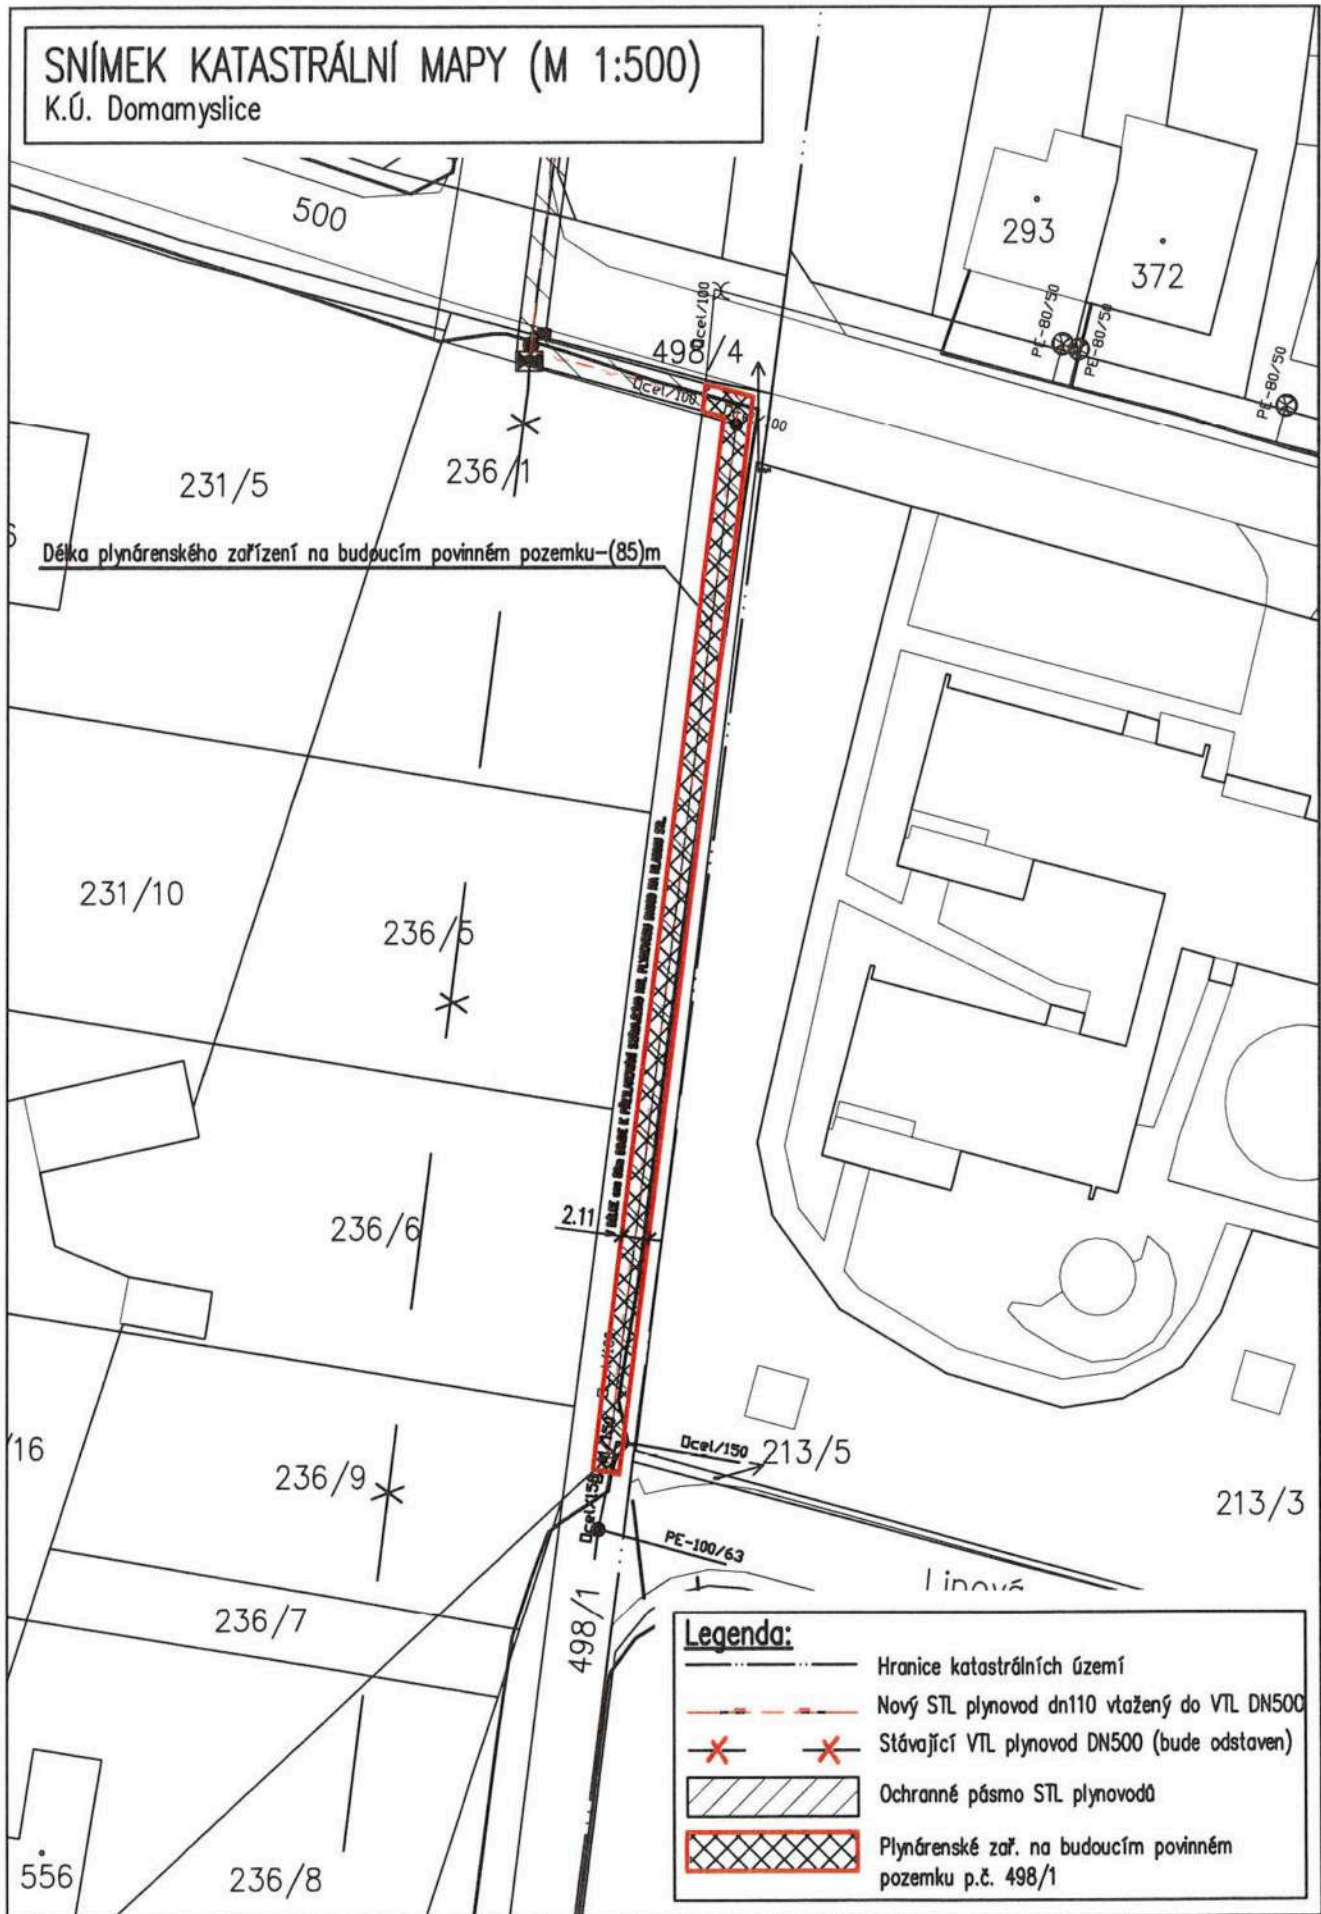 SNÍMEK KATASTRÁLNÍ MAPY (M 1:500)
K.Ú. Domamyslice
500
293
372
Ocel/100
498/4
PE-80/50
PE-80/50
PE-80/50
Ocel/100
236/1
231/5
Délka plynárenského zařízení na budoucím povinném pozemku-(85)m
231/10
236/5
236/6
2.11
/16
236/9
Ocel/150
213/5
213/3
Ocel/150
PE-100/63
Linová
498/1
236/7
236/8
556
Legenda:
Hranice katastrálních území
Nový STL plynovod dn110 vtažený do VTL DN500
Stávající VTL plynovod DN500 (bude odstaven)
Ochranné pásmo STL plynovodů
Plynárenské zař. na budoucím povinném
pozemku p.č. 498/1